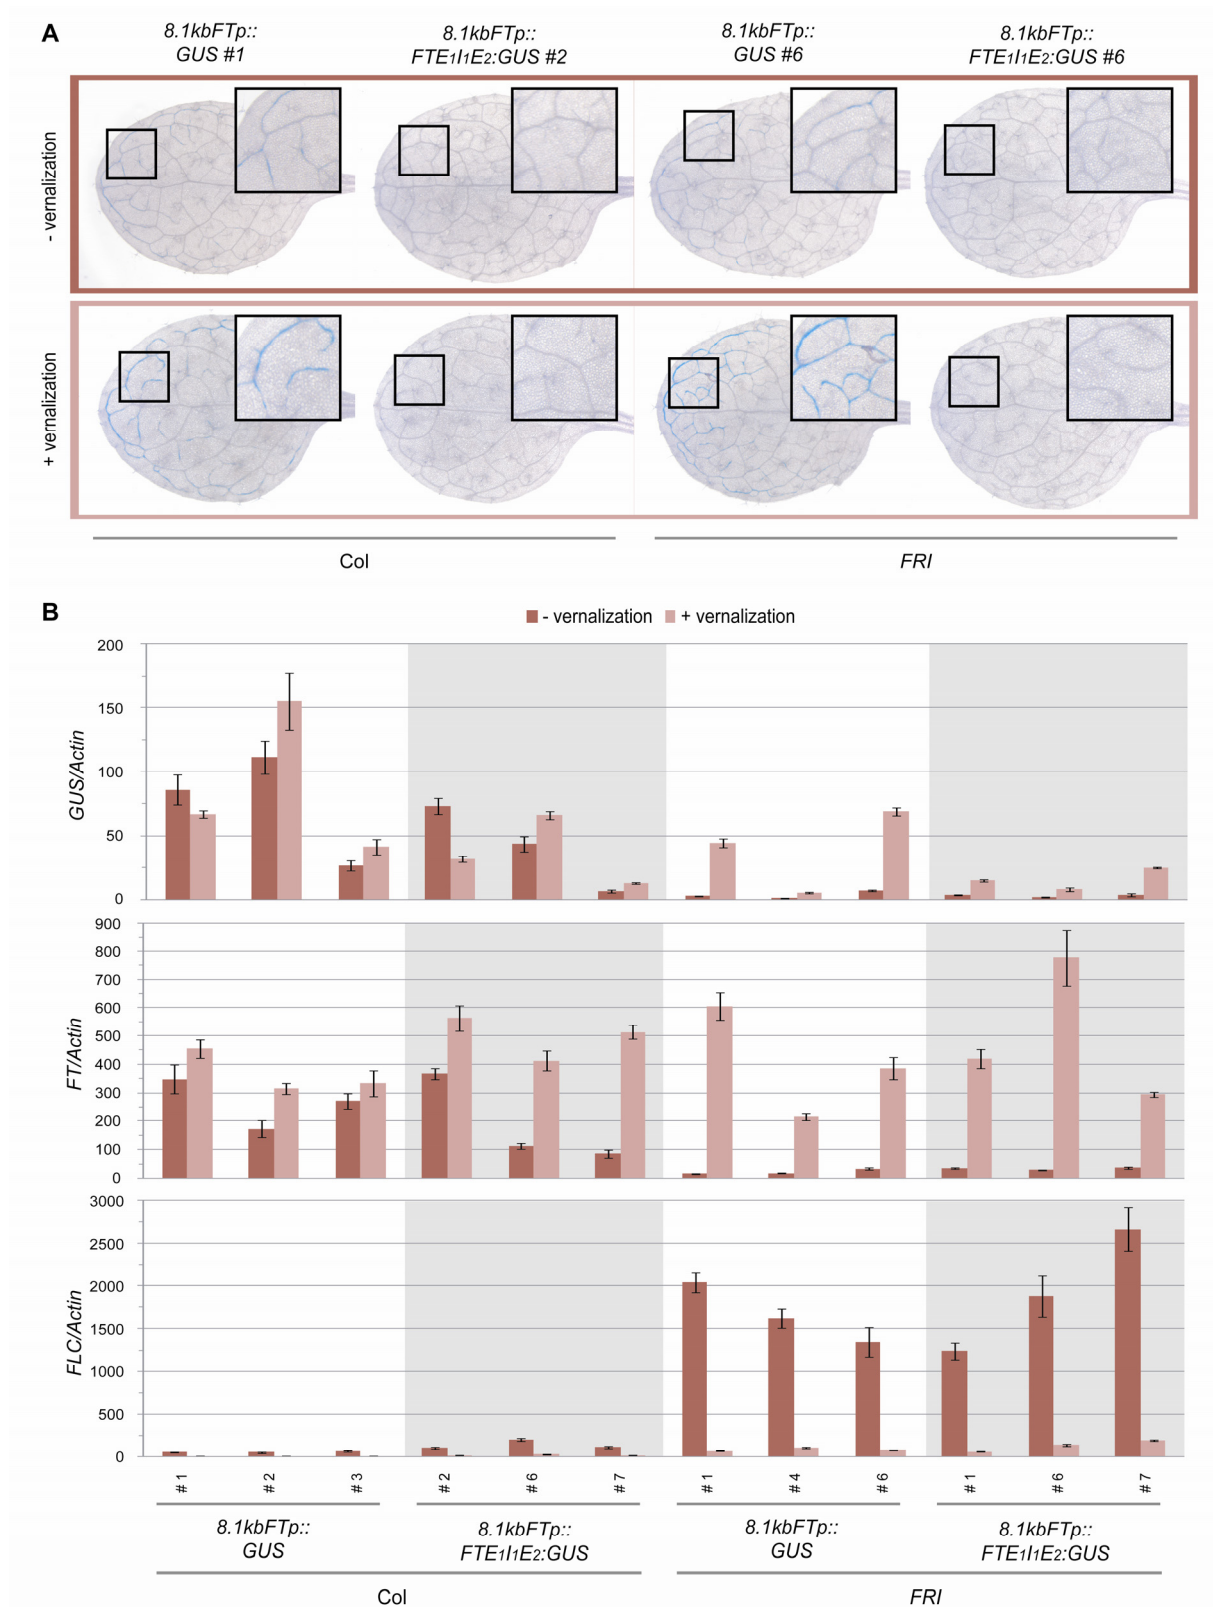 A
8.1kbFTp::
GUS #1
8.1kbFTp::
FTE1I1E2:GUS #2
8.1kbFTp::
GUS #6
8.1kbFTp::
FTE1I1E2:GUS #6
- vernalization
+ vernalization
Col
FRI
B
- vernalization
+ vernalization
GUS/Actin
200
150
100
50
0
FT/Actin
900
800
700
600
500
400
300
200
100
0
FLC/Actin
3000
2500
2000
1500
1000
500
0
#1
#2
#3
#2
#6
#7
#1
#4
#6
#1
#6
#7
8.1kbFTp::
GUS
8.1kbFTp::
FTE1I1E2:GUS
8.1kbFTp::
GUS
8.1kbFTp::
FTE1I1E2:GUS
Col
FRI